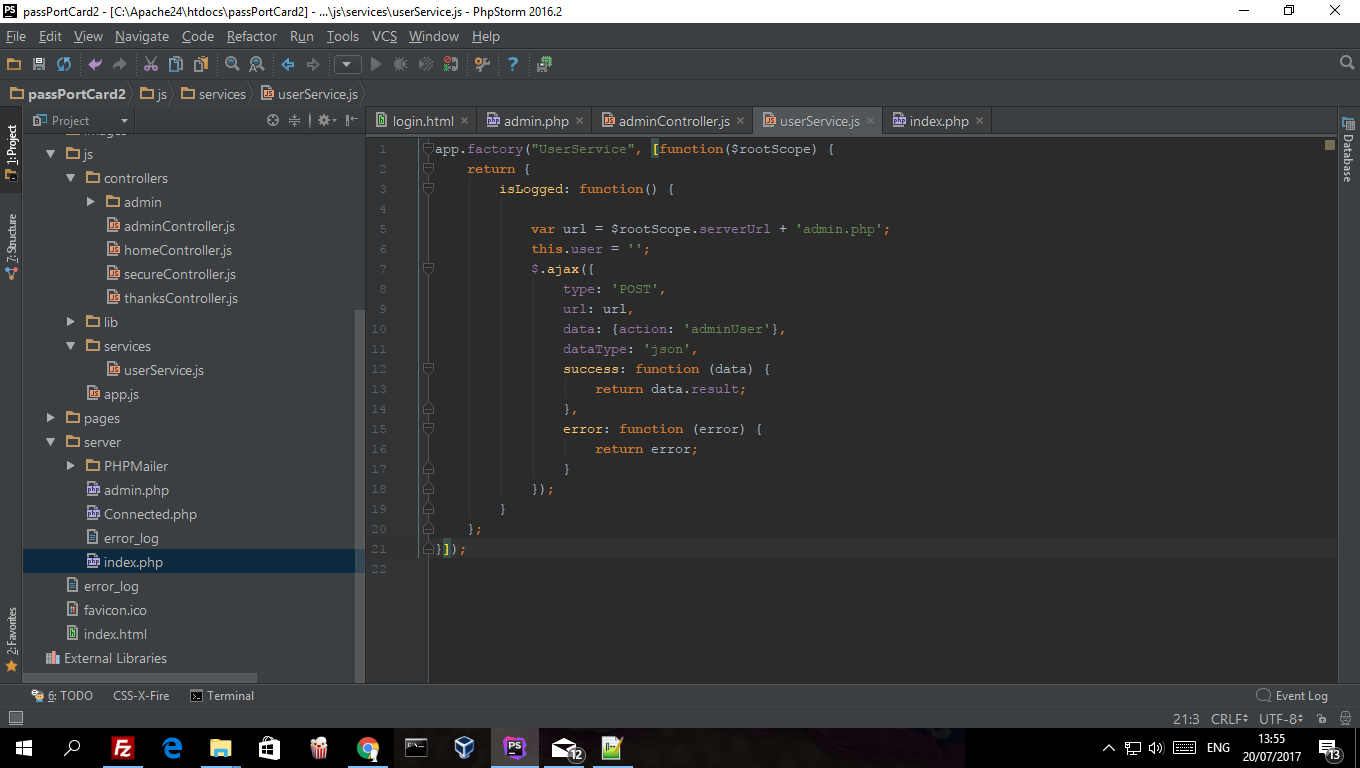 passPortCard2 - [C:\Apache24\htdocs\passPortCard2] - ...\js\services\userService.js - PhpStorm 2016.2
File Edit View Navigate Code Refactor Run Tools VCS Window Help
passPortCard2 js services userService.js
Project
login.html admin.php adminController.js userService.js index.php
1: Project
7: Structure
2: Favorites
images
js
controllers
admin
adminController.js
homeController.js
secureController.js
thanksController.js
lib
services
userService.js
app.js
pages
server
PHPMailer
admin.php
Connected.php
error_log
index.php
error_log
favicon.ico
index.html
External Libraries
1 app.factory("UserService", [function($rootScope) {
2 return {
3 isLogged: function() {
4
5 var url = $rootScope.serverUrl + 'admin.php';
6 this.user = '';
7 $.ajax({
8 type: 'POST',
9 url: url,
10 data: {action: 'adminUser'},
11 dataType: 'json',
12 success: function (data) {
13 return data.result;
14 },
15 error: function (error) {
16 return error;
17 }
18 });
19 }
20 };
21 }]);
22
Database
6: TODO CSS-X-Fire Terminal Event Log
21:3 CRLF UTF-8
12 ENG 13:55 13
20/07/2017